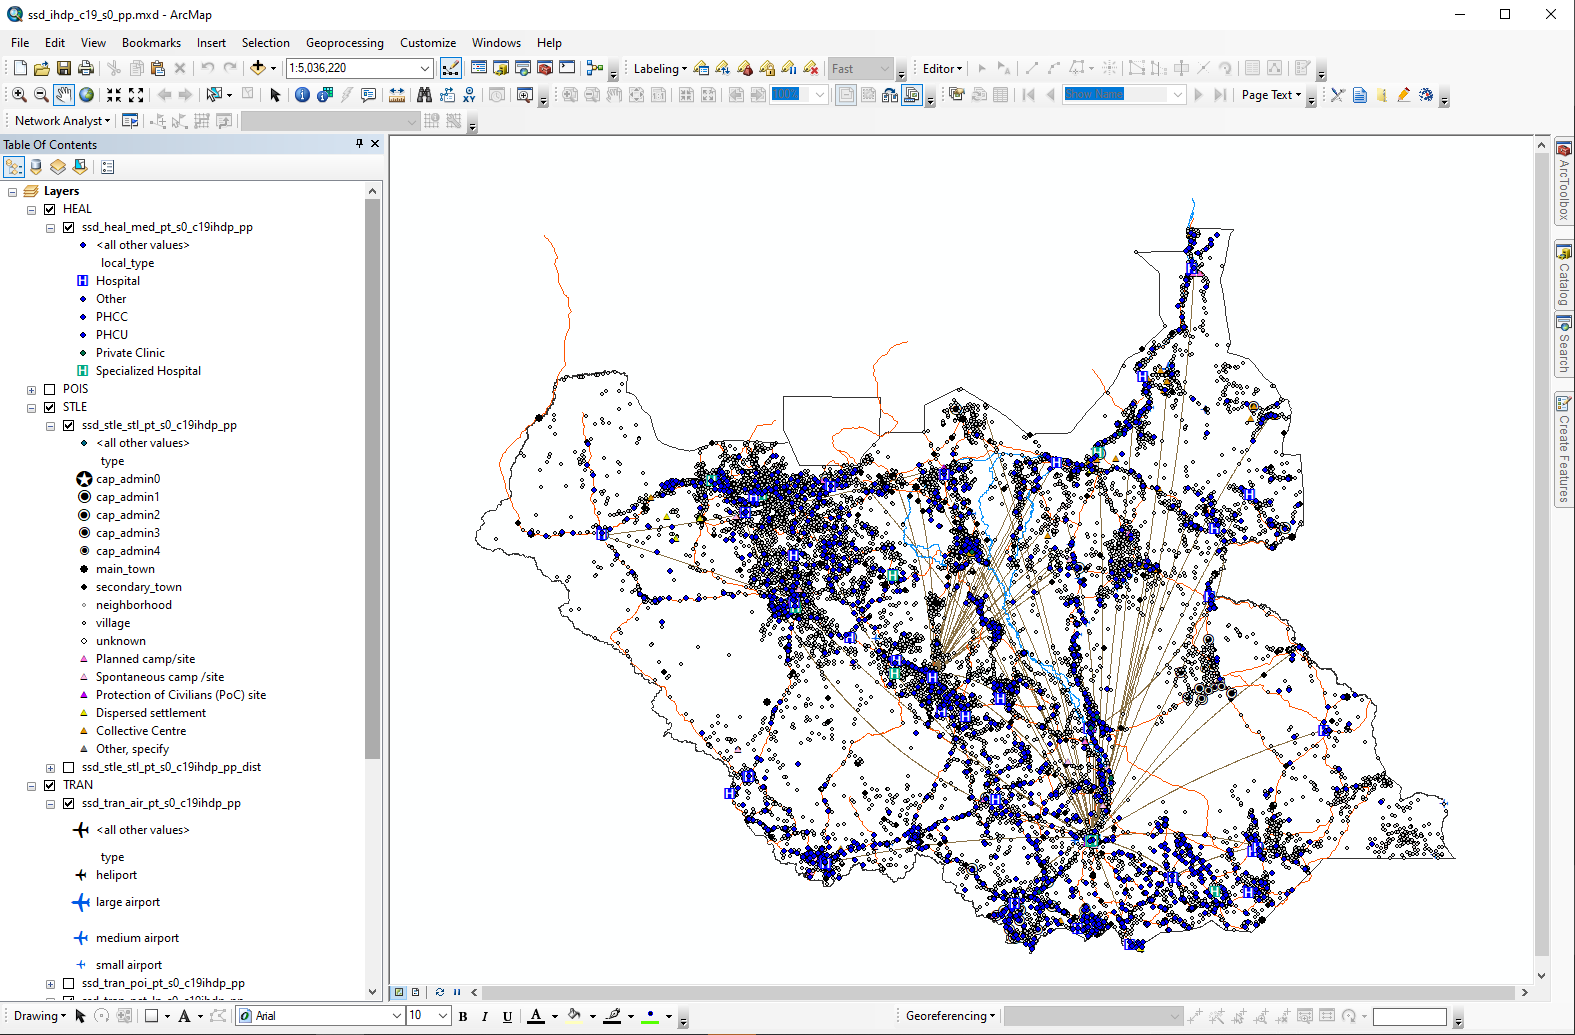 ssd_ihdp_c19_s0_pp.mxd - ArcMap
File Edit View Bookmarks Insert Selection Geoprocessing Customize Windows Help
1:5,036,220
Labeling
Fast
Editor
100%
Show Name
Page Text
Network Analyst
Table Of Contents
Layers
HEAL
ssd_heal_med_pt_s0_c19ihdp_pp
<all other values>
local_type
H Hospital
Other
PHCC
PHCU
Private Clinic
H Specialized Hospital
POIS
STLE
ssd_stle_stl_pt_s0_c19ihdp_pp
<all other values>
type
cap_admin0
cap_admin1
cap_admin2
cap_admin3
cap_admin4
main_town
secondary_town
neighborhood
village
unknown
Planned camp/site
Spontaneous camp /site
Protection of Civilians (PoC) site
Dispersed settlement
Collective Centre
Other, specify
ssd_stle_stl_pt_s0_c19ihdp_pp_dist
TRAN
ssd_tran_air_pt_s0_c19ihdp_pp
<all other values>
type
heliport
large airport
medium airport
small airport
ssd_tran_poi_pt_s0_c19ihdp_pp
ArcToolbox
Catalog
Search
Create Features
Drawing
Arial
10
B I U A
Georeferencing